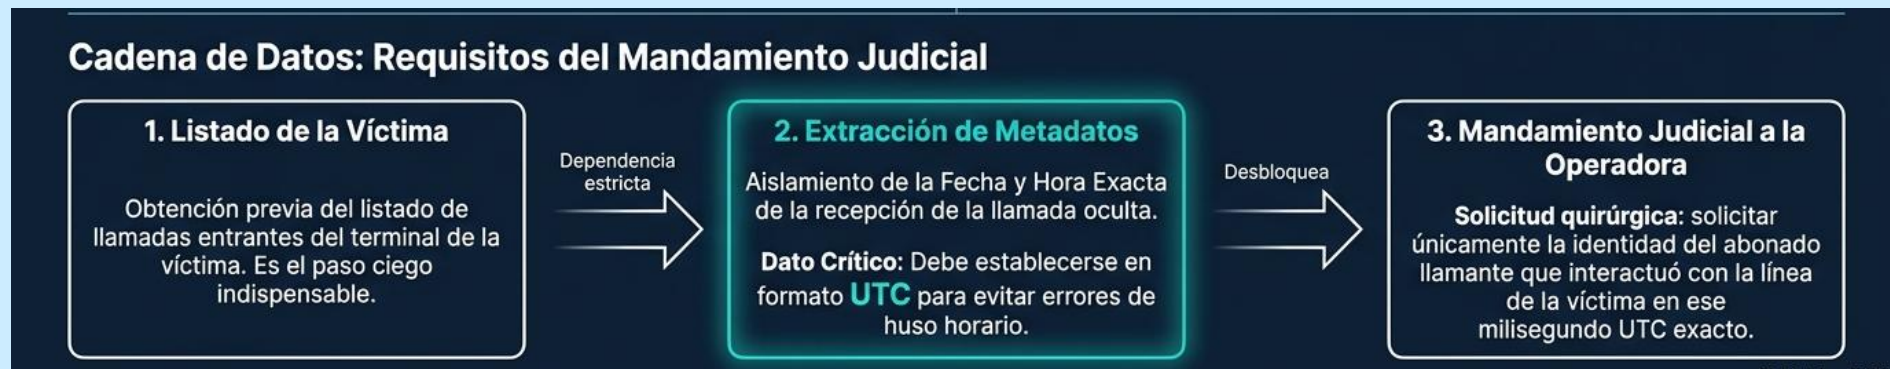 Cadena de Datos: Requisitos del Mandamiento Judicial
1. Listado de la Víctima
Obtención previa del listado de
llamadas entrantes del terminal de la
víctima. Es el paso ciego
indispensable.
Dependencia
estricta
2. Extracción de Metadatos
Aislamiento de la Fecha y Hora Exacta
de la recepción de la llamada oculta.
Dato Crítico: Debe establecerse en
formato UTC para evitar errores de
huso horario.
Desbloquea
3. Mandamiento Judicial a la
Operadora
Solicitud quirúrgica: solicitar
únicamente la identidad del abonado
llamante que interactuó con la línea
de la víctima en ese
milisegundo UTC exacto.